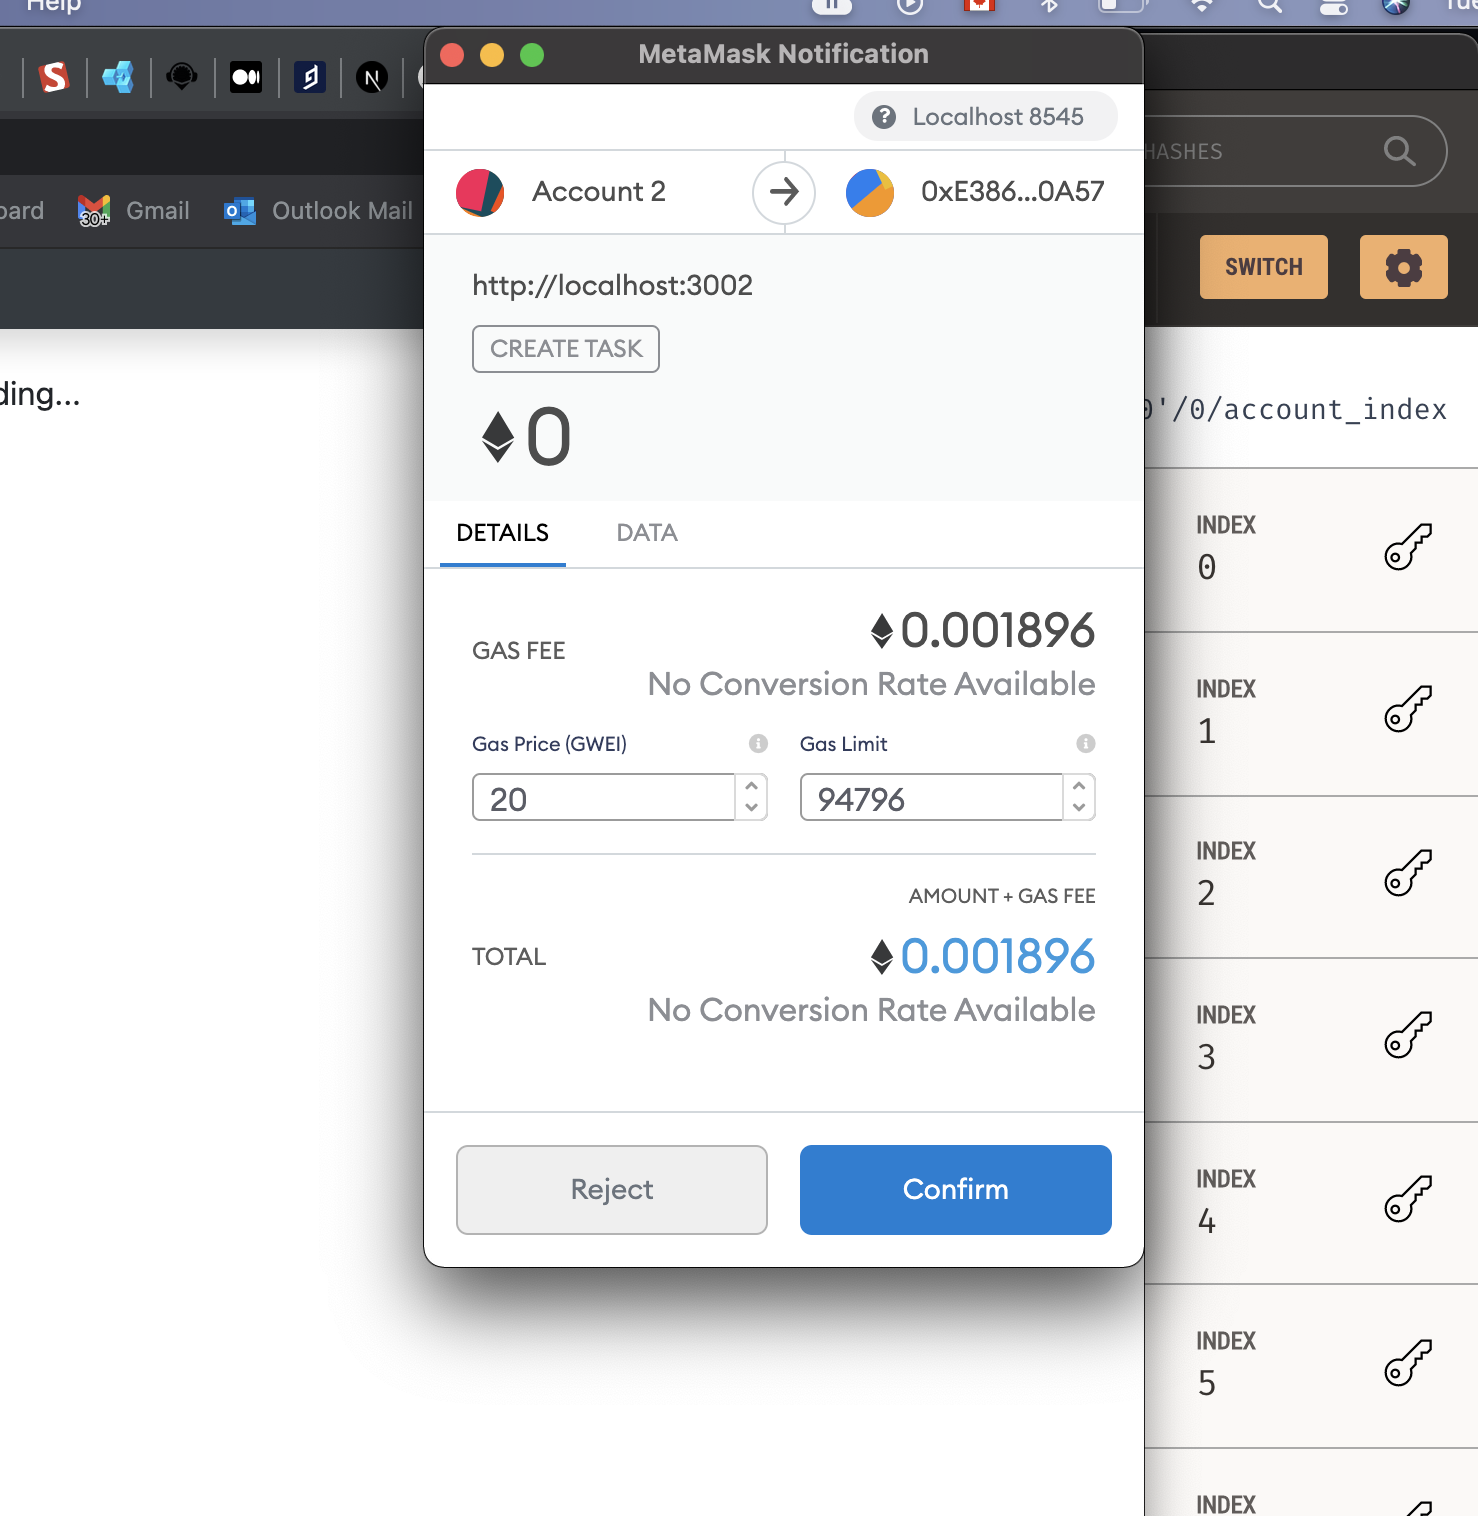 Help
MetaMask Notification
Localhost 8545
HASHES
Account 2
0xE386...0A57
oard
30+
Gmail
Outlook Mail
SWITCH
http://localhost:3002
CREATE TASK
ding...
0'/0/account_index
0
DETAILS
DATA
INDEX
0
GAS FEE
0.001896
No Conversion Rate Available
INDEX
1
Gas Price (GWEI)
Gas Limit
20
94796
INDEX
2
AMOUNT + GAS FEE
TOTAL
0.001896
No Conversion Rate Available
INDEX
3
Reject
Confirm
INDEX
4
INDEX
5
INDEX